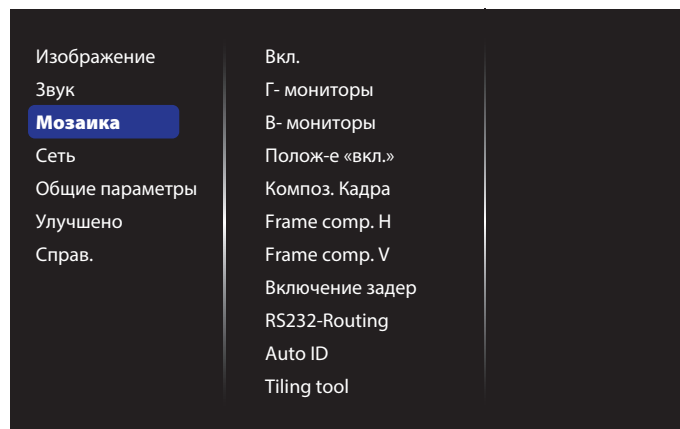 Изображение
Звук
Мозаика
Сеть
Общие параметры
Улучшено
Справ.
Вкл.
Г- мониторы
В- мониторы
Полож-е «вкл.»
Композ. Кадра
Frame comp. H
Frame comp. V
Включение задер
RS232-Routing
Auto ID
Tiling tool